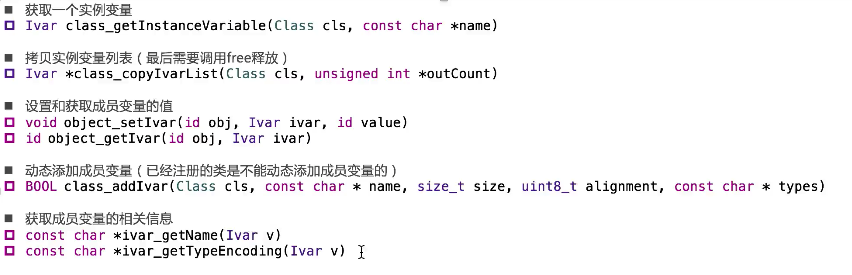 获取一个实例变量
Ivar class_getInstanceVariable(Class cls, const char *name)
拷贝实例变量列表（最后需要调用free释放）
Ivar *class_copyIvarList(Class cls, unsigned int *outCount)
设置和获取成员变量的值
void object_setIvar(id obj, Ivar ivar, id value)
id object_getIvar(id obj, Ivar ivar)
动态添加成员变量（已经注册的类是不能动态添加成员变量的）
BOOL class_addIvar(Class cls, const char * name, size_t size, uint8_t alignment, const char * types)
获取成员变量的相关信息
const char *ivar_getName(Ivar v)
const char *ivar_getTypeEncoding(Ivar v)